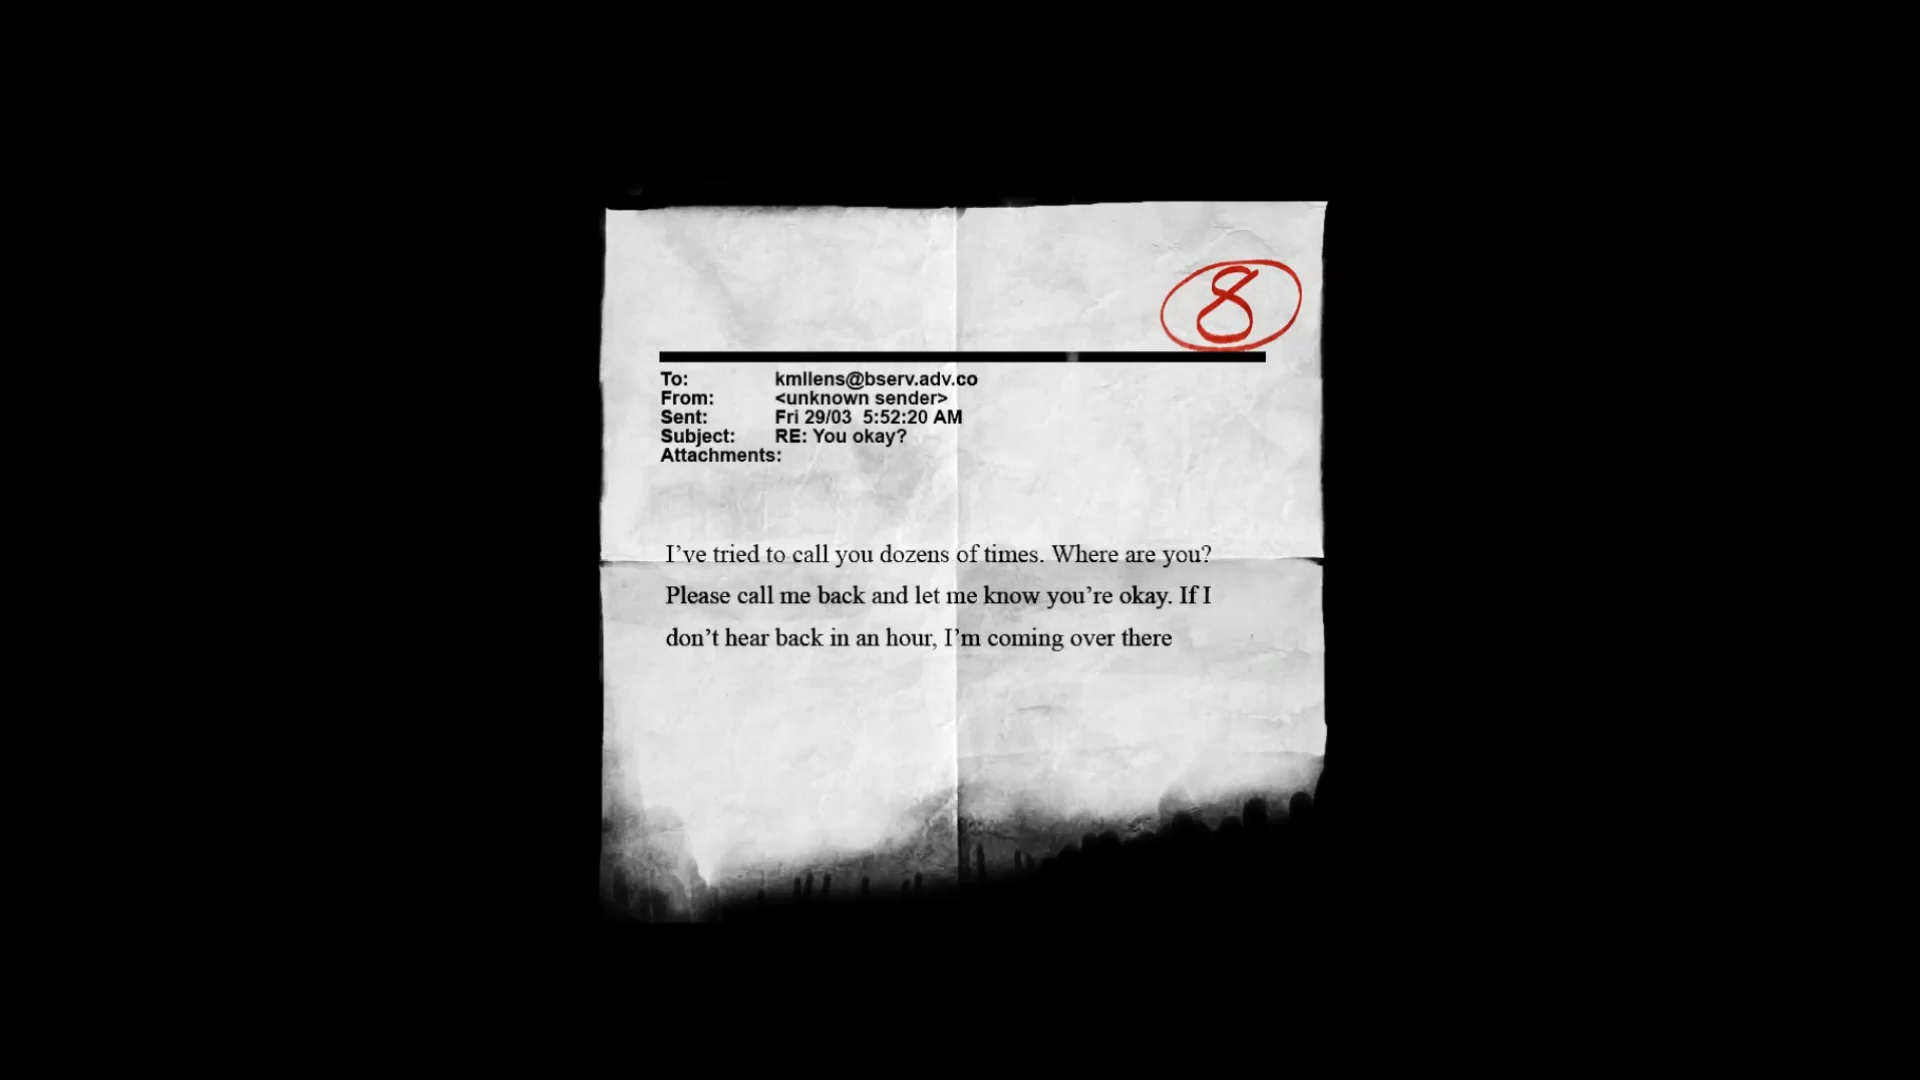 8
To: kmllens@bserv.adv.co
From: <unknown sender>
Sent: Fri 29/03 5:52:20 AM
Subject: RE: You okay?
Attachments:
I’ve tried to call you dozens of times. Where are you?
Please call me back and let me know you’re okay. If I
don’t hear back in an hour, I’m coming over there